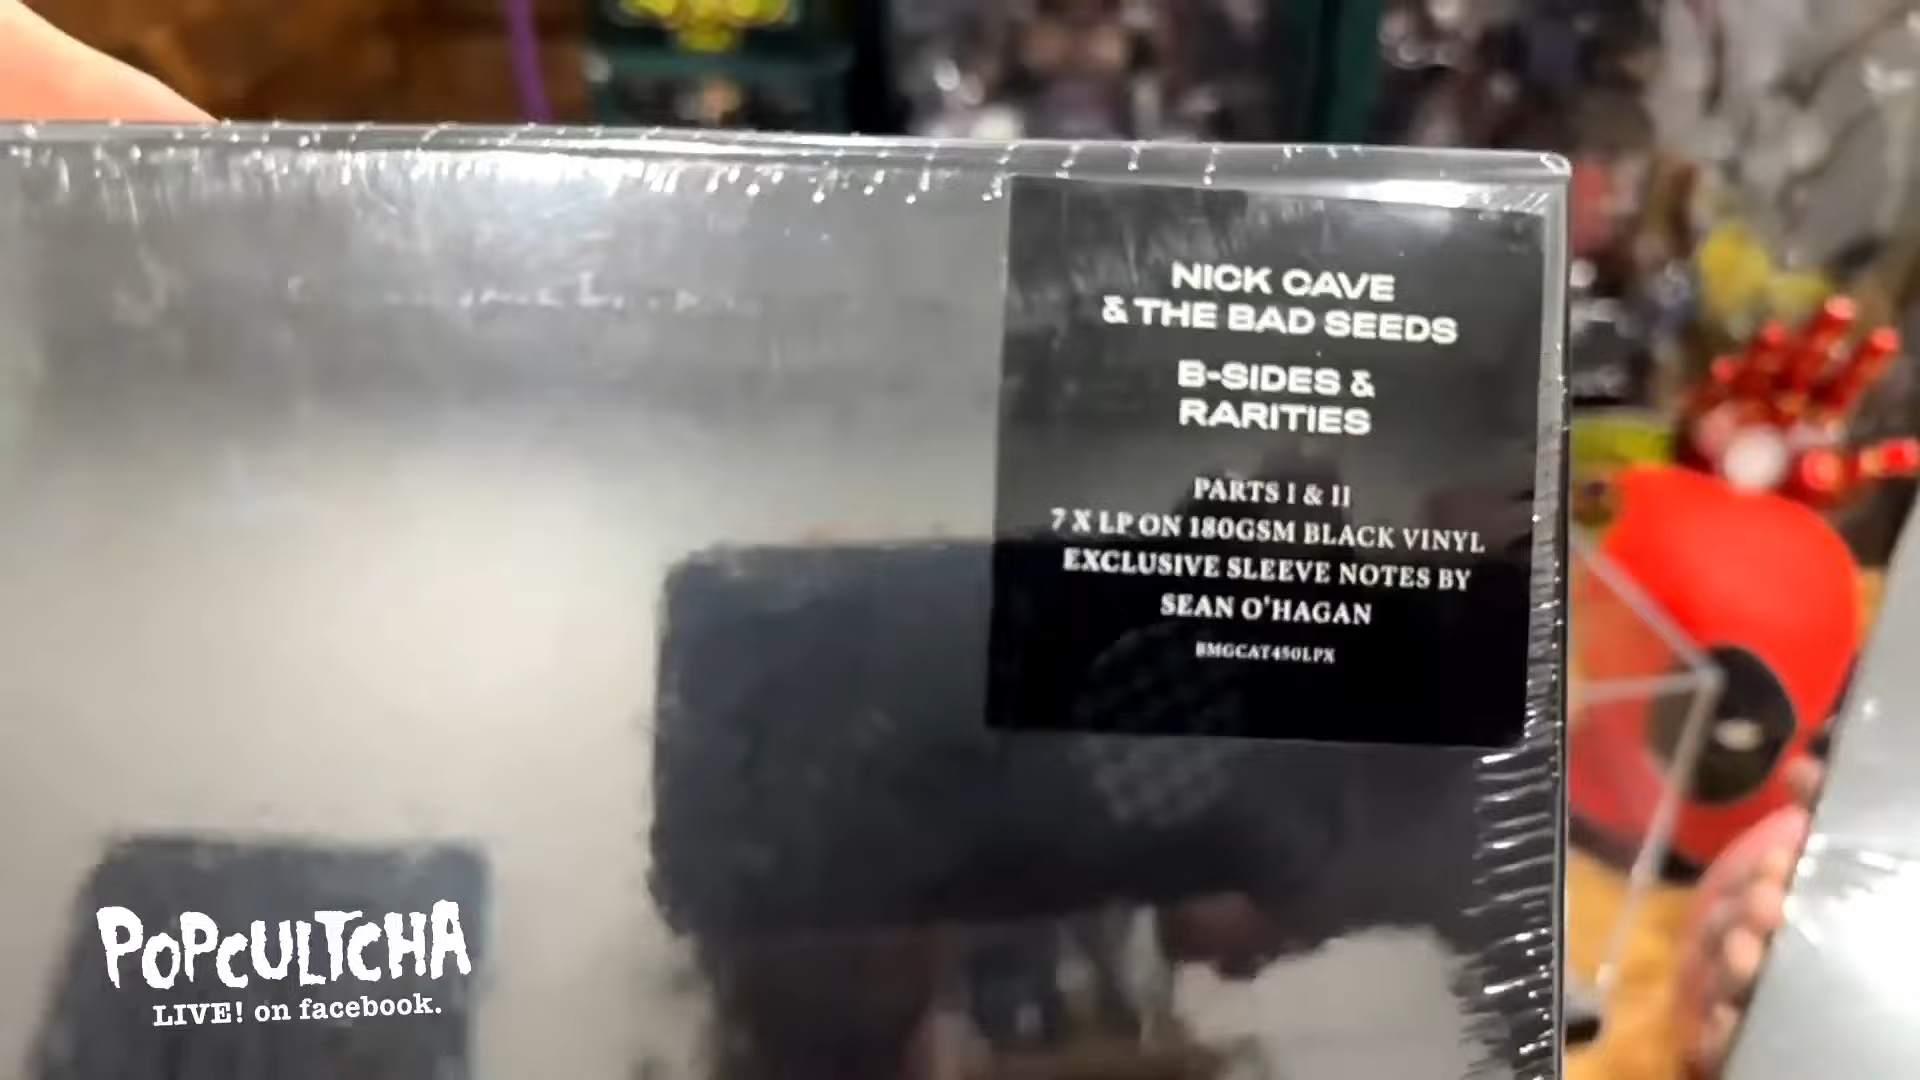 NICK CAVE
& THE BAD SEEDS
B-SIDES &
RARITIES
PARTS I & II
7 X LP ON 180GSM BLACK VINYL
EXCLUSIVE SLEEVE NOTES BY
SEAN O'HAGAN
BMGCAT450LPX
POPCULTCHA
LIVE! on facebook.